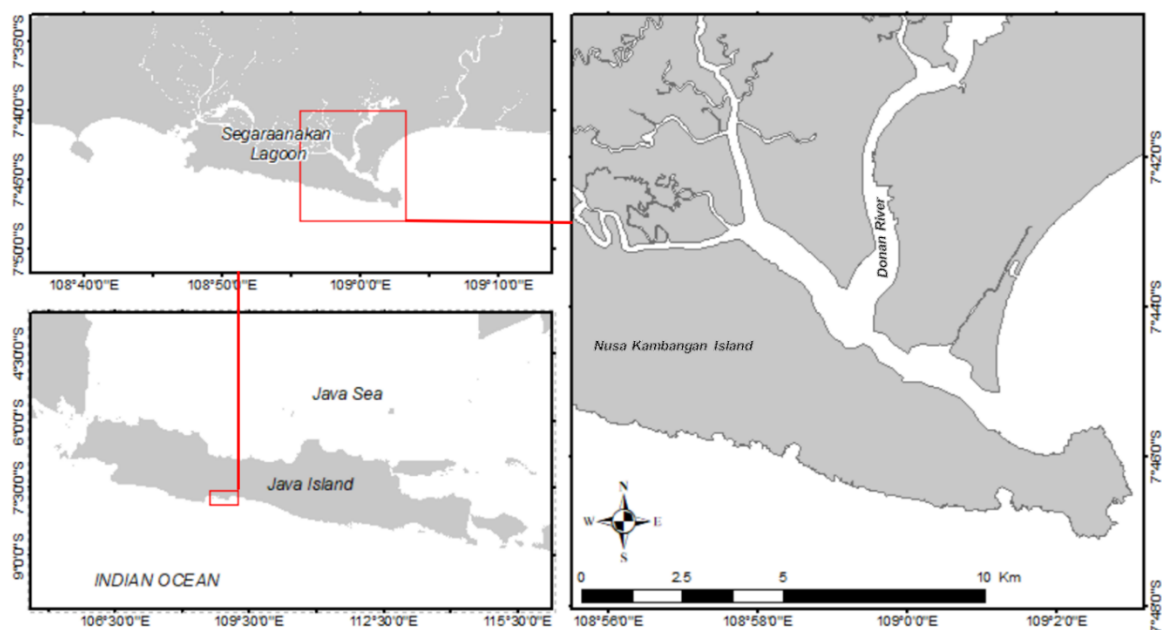 7°35'0"S
7°40'0"S
7°45'0"S
7°50'0"S
Segaraanakan
Lagoon
108°40'0"E
108°50'0"E
109°0'0"E
109°10'0"E
4°30'0"S
6°0'0"S
7°30'0"S
9°0'0"S
Java Sea
Java Island
INDIAN OCEAN
106°30'0"E
109°30'0"E
112°30'0"E
115°30'0"E
Donan River
Nusa Kambangan Island
N
W
E
S
0
2.5
5
10 Km
7°42'0"S
7°44'0"S
7°46'0"S
7°48'0"S
108°56'0"E
108°58'0"E
109°0'0"E
109°2'0"E